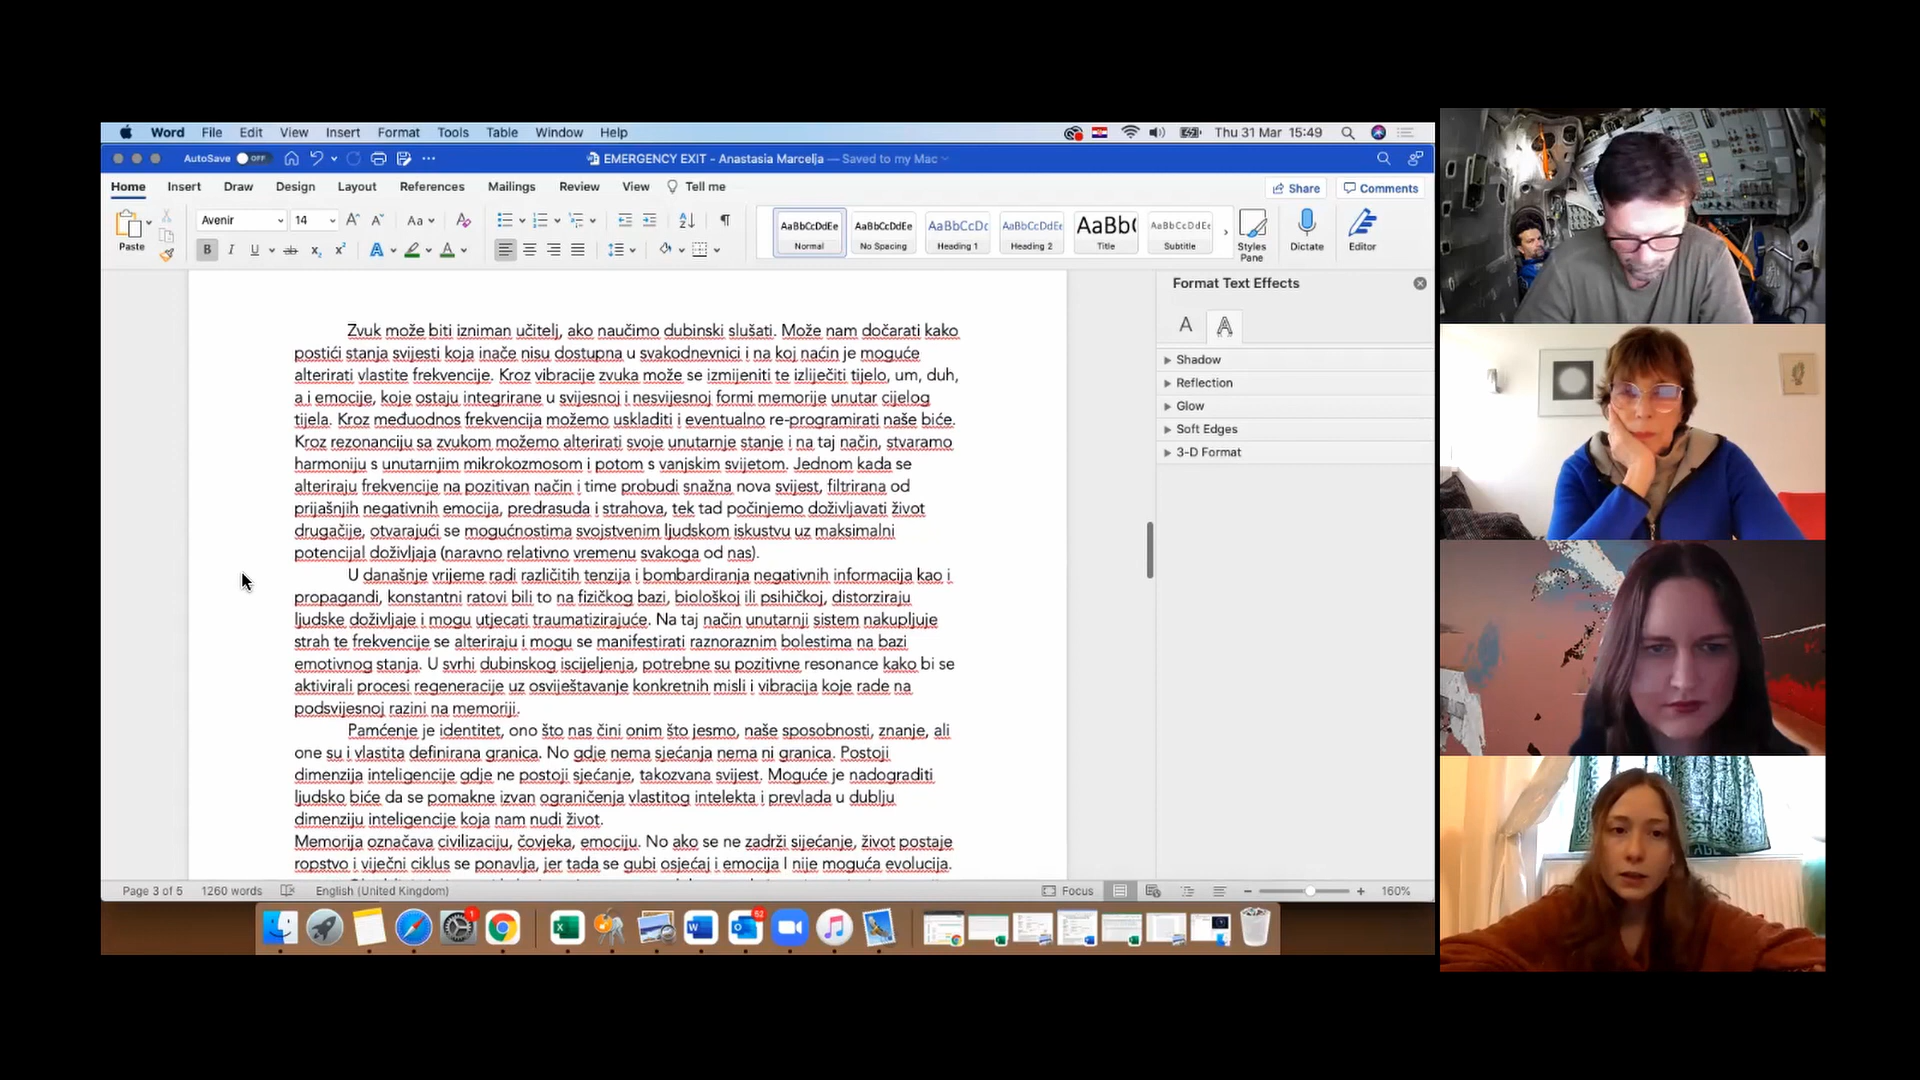 Word File Edit View Insert Format Tools Table Window Help Thu 31 Mar 15:49
AutoSave OFF EMERGENCY EXIT - Anastasia Marcelja — Saved to my Mac
Home Insert Draw Design Layout References Mailings Review View Tell me Share Comments
Paste Avenir 14 Aa AaBbCcDdEe Normal AaBbCcDdEe No Spacing AaBbCcDc Heading 1 AaBbCcDdEe Heading 2 AaBb( Title AaBbCcDdEe Subtitle Styles Pane Dictate Editor
Format Text Effects
Shadow
Reflection
Glow
Soft Edges
3-D Format
Zvuk može biti izniman učitelj, ako naučimo dubinski slušati. Može nam dočarati kako
postići stanja svijesti koja inače nisu dostupna u svakodnevnici i na koj naćin je moguće
alterirati vlastite frekvencije. Kroz vibracije zvuka može se izmijeniti te izliječiti tijelo, um, duh,
a i emocije, koje ostaju integrirane u svijesnoj i nesvijesnoj formi memorije unutar cijelog
tijela. Kroz međuodnos frekvencija možemo uskladiti i eventualno re-programirati naše biće.
Kroz rezonanciju sa zvukom možemo alterirati svoje unutarnje stanje i na taj način, stvaramo
harmoniju s unutarnjim mikrokozmosom i potom s vanjskim svijetom. Jednom kada se
alteriraju frekvencije na pozitivan način i time probudi snažna nova svijest, filtrirana od
prijašnjih negativnih emocija, predrasuda i strahova, tek tad počinjemo doživljavati život
drugačije, otvarajući se mogućnostima svojstvenim ljudskom iskustvu uz maksimalni
potencijal doživljaja (naravno relativno vremenu svakoga od nas).
U današnje vrijeme radi različitih tenzija i bombardiranja negativnih informacija kao i
propagandi, konstantni ratovi bili to na fizičkog bazi, biološkoj ili psihičkoj, distorziraju
ljudske doživljaje i mogu utjecati traumatizirajuće. Na taj način unutarnji sistem nakupljuje
strah te frekvencije se alteriraju i mogu se manifestirati raznoraznim bolestima na bazi
emotivnog stanja. U svrhi dubinskog iscijeljenja, potrebne su pozitivne resonance kako bi se
aktivirali procesi regeneracije uz osviještavanje konkretnih misli i vibracija koje rade na
podsvijesnoj razini na memoriji.
Pamćenje je identitet, ono što nas čini onim što jesmo, naše sposobnosti, znanje, ali
one su i vlastita definirana granica. No gdje nema sjećanja nema ni granica. Postoji
dimenzija inteligencije gdje ne postoji sjećanje, takozvana svijest. Moguće je nadograditi
ljudsko biće da se pomakne izvan ograničenja vlastitog intelekta i prevlada u dublju
dimenziju inteligencije koja nam nudi život.
Memorija označava civilizaciju, čovjeka, emociju. No ako se ne zadrži sijećanje, život postaje
ropstvo i viječni ciklus se ponavlja, jer tada se gubi osjećaj i emocija I nije moguća evolucija.
Page 3 of 5 1260 words English (United Kingdom) Focus 160%